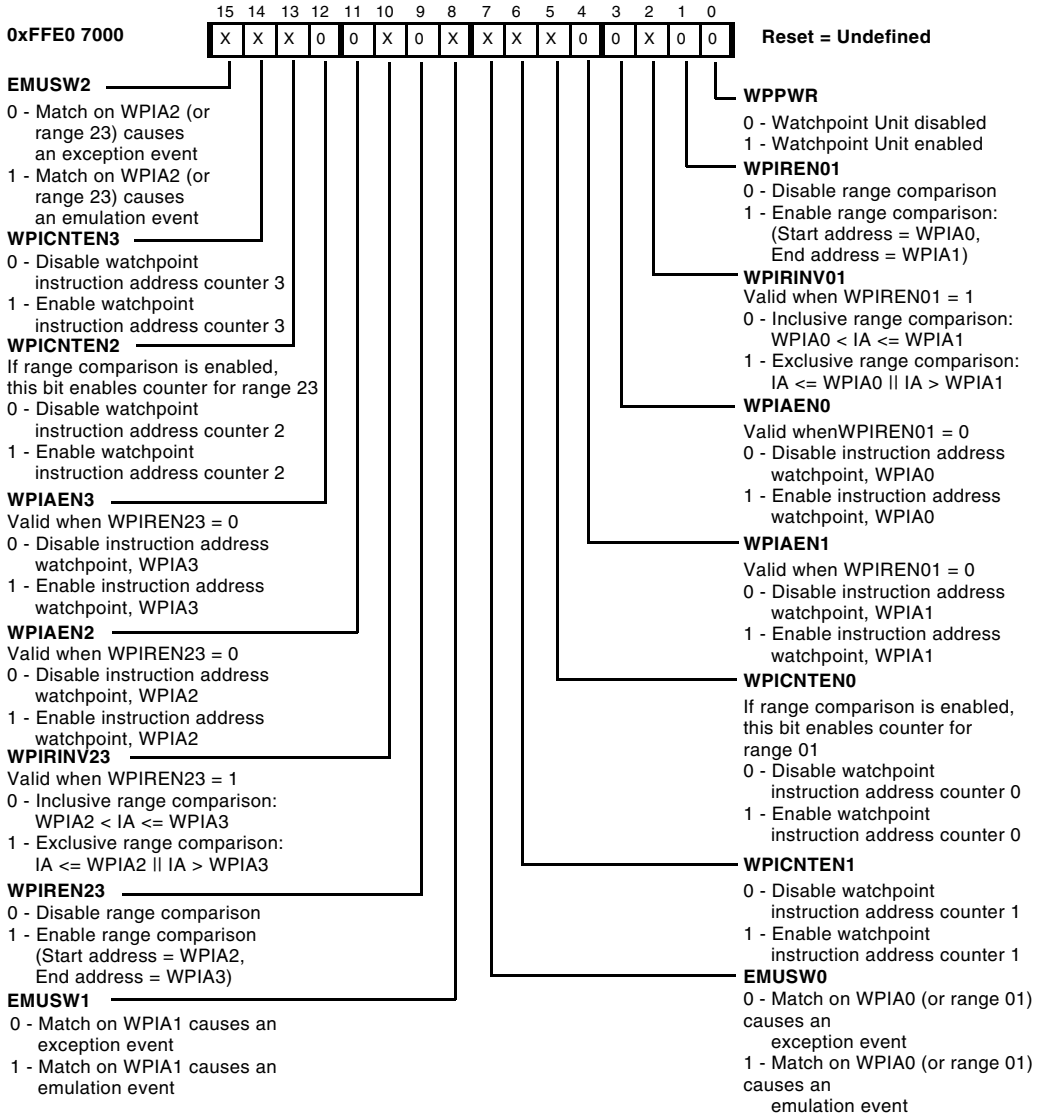 15 14 13 12 11 10 9 8 7 6 5 4 3 2 1 0
0xFFE0 7000 X X X 0 0 X 0 X X X X 0 0 X 0 0 Reset = Undefined
EMUSW2
0 - Match on WPIA2 (or
range 23) causes
an exception event
1 - Match on WPIA2 (or
range 23) causes
an emulation event
WPICNTEN3
0 - Disable watchpoint
instruction address counter 3
1 - Enable watchpoint
instruction address counter 3
WPICNTEN2
If range comparison is enabled,
this bit enables counter for range 23
0 - Disable watchpoint
instruction address counter 2
1 - Enable watchpoint
instruction address counter 2
WPIAEN3
Valid when WPIREN23 = 0
0 - Disable instruction address
watchpoint, WPIA3
1 - Enable instruction address
watchpoint, WPIA3
WPIAEN2
Valid when WPIREN23 = 0
0 - Disable instruction address
watchpoint, WPIA2
1 - Enable instruction address
watchpoint, WPIA2
WPIRINV23
Valid when WPIREN23 = 1
0 - Inclusive range comparison:
WPIA2 < IA <= WPIA3
1 - Exclusive range comparison:
IA <= WPIA2 || IA > WPIA3
WPIREN23
0 - Disable range comparison
1 - Enable range comparison
(Start address = WPIA2,
End address = WPIA3)
EMUSW1
0 - Match on WPIA1 causes an
exception event
1 - Match on WPIA1 causes an
emulation event
WPPWR
0 - Watchpoint Unit disabled
1 - Watchpoint Unit enabled
WPIREN01
0 - Disable range comparison
1 - Enable range comparison:
(Start address = WPIA0,
End address = WPIA1)
WPIRINV01
Valid when WPIREN01 = 1
0 - Inclusive range comparison:
WPIA0 < IA <= WPIA1
1 - Exclusive range comparison:
IA <= WPIA0 || IA > WPIA1
WPIAEN0
Valid whenWPIREN01 = 0
0 - Disable instruction address
watchpoint, WPIA0
1 - Enable instruction address
watchpoint, WPIA0
WPIAEN1
Valid when WPIREN01 = 0
0 - Disable instruction address
watchpoint, WPIA1
1 - Enable instruction address
watchpoint, WPIA1
WPICNTEN0
If range comparison is enabled,
this bit enables counter for
range 01
0 - Disable watchpoint
instruction address counter 0
1 - Enable watchpoint
instruction address counter 0
WPICNTEN1
0 - Disable watchpoint
instruction address counter 1
1 - Enable watchpoint
instruction address counter 1
EMUSW0
0 - Match on WPIA0 (or range 01)
causes an
exception event
1 - Match on WPIA0 (or range 01)
causes an
emulation event